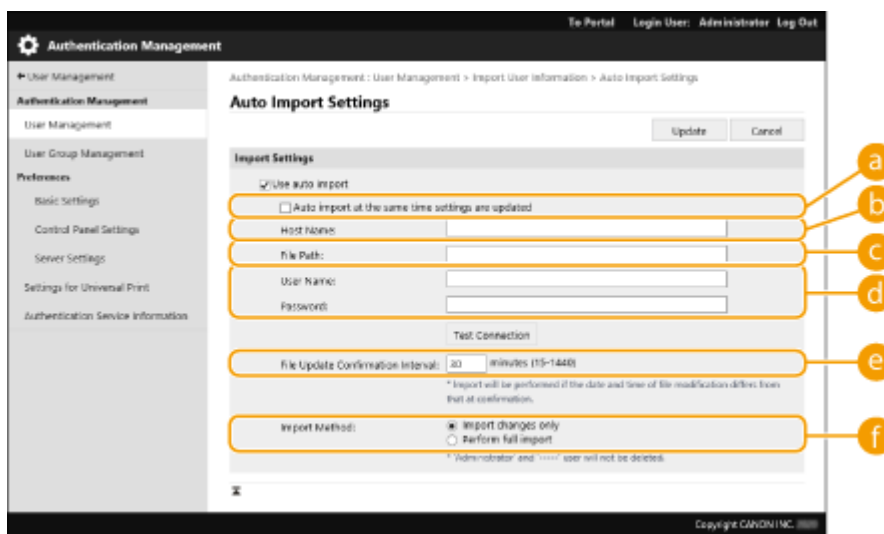 To Portal Login User: Administrator Log Out
Authentication Management
User Management
Authentication Management : User Management > Import User Information > Auto Import Settings
Authentication Management
Auto Import Settings
User Management
Update Cancel
User Group Management
Import Settings
Preferences
Use auto import
Basic Settings
Auto import at the same time settings are updated
a
Control Panel Settings
Host Name:
b
Server Settings
File Path:
c
Settings for Universal Print
User Name:
d
Authentication Service Information
Password:
Test Connection
File Update Confirmation Interval: 30 minutes (15-1440)
e
* Import will be performed if the date and time of file modification differs from
that at confirmation.
Import Method: Import changes only
Perform full import
f
* 'Administrator' and '-----' user will not be deleted.
Copyright CANON INC.